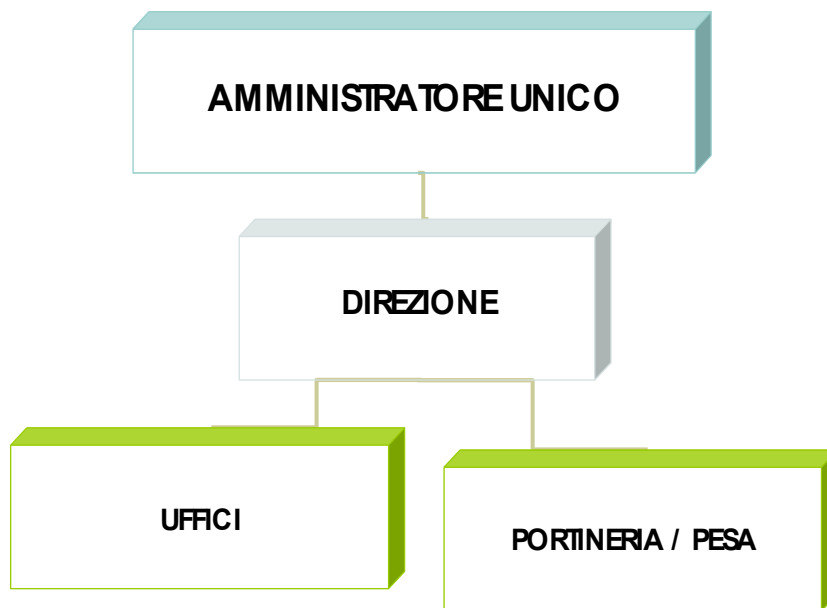 AMMINISTRATORE UNICO
DIREZIONE
UFFICI
PORTINERIA / PESA